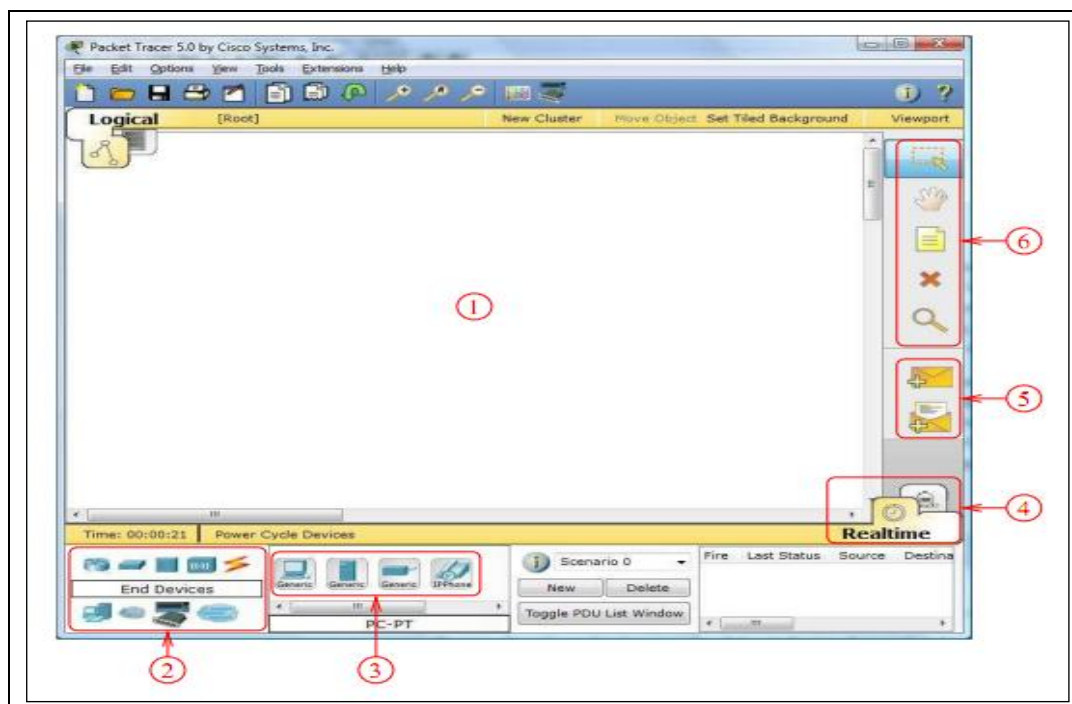 Packet Tracer 5.0 by Cisco Systems, Inc.
File Edit Options View Tools Extensions Help
Logical [Root] New Cluster Move Object Set Tiled Background Viewport
6
1
5
4
Time: 00:00:21 Power Cycle Devices Realtime
End Devices
Generic Generic Generic IPPhone
PC-PT
Scenario 0
New Delete
Toggle PDU List Window
Fire Last Status Source Destina
2
3